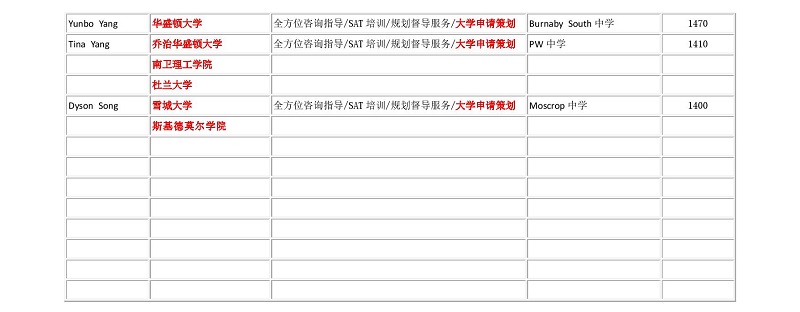 Yunbo Yang 华盛顿大学 全方位咨询指导/SAT 培训/规划督导服务/大学申请策划 Burnaby South 中学 1470
Tina Yang 乔治华盛顿大学 全方位咨询指导/SAT 培训/规划督导服务/大学申请策划 PW 中学 1410
南卫理工学院
杜兰大学
Dyson Song 雪城大学 全方位咨询指导/SAT 培训/规划督导服务/大学申请策划 Moscrop 中学 1400
斯基德莫尔学院